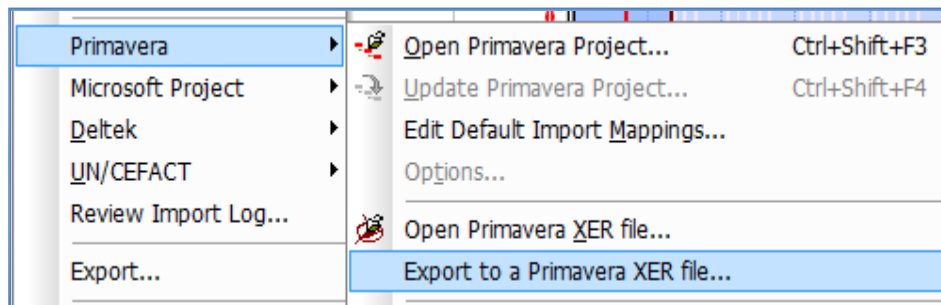 Primavera
Microsoft Project
Deltek
UN/CEFACT
Review Import Log...
Export...
Open Primavera Project... Ctrl+Shift+F3
Update Primavera Project... Ctrl+Shift+F4
Edit Default Import Mappings...
Options...
Open Primavera XER file...
Export to a Primavera XER file...